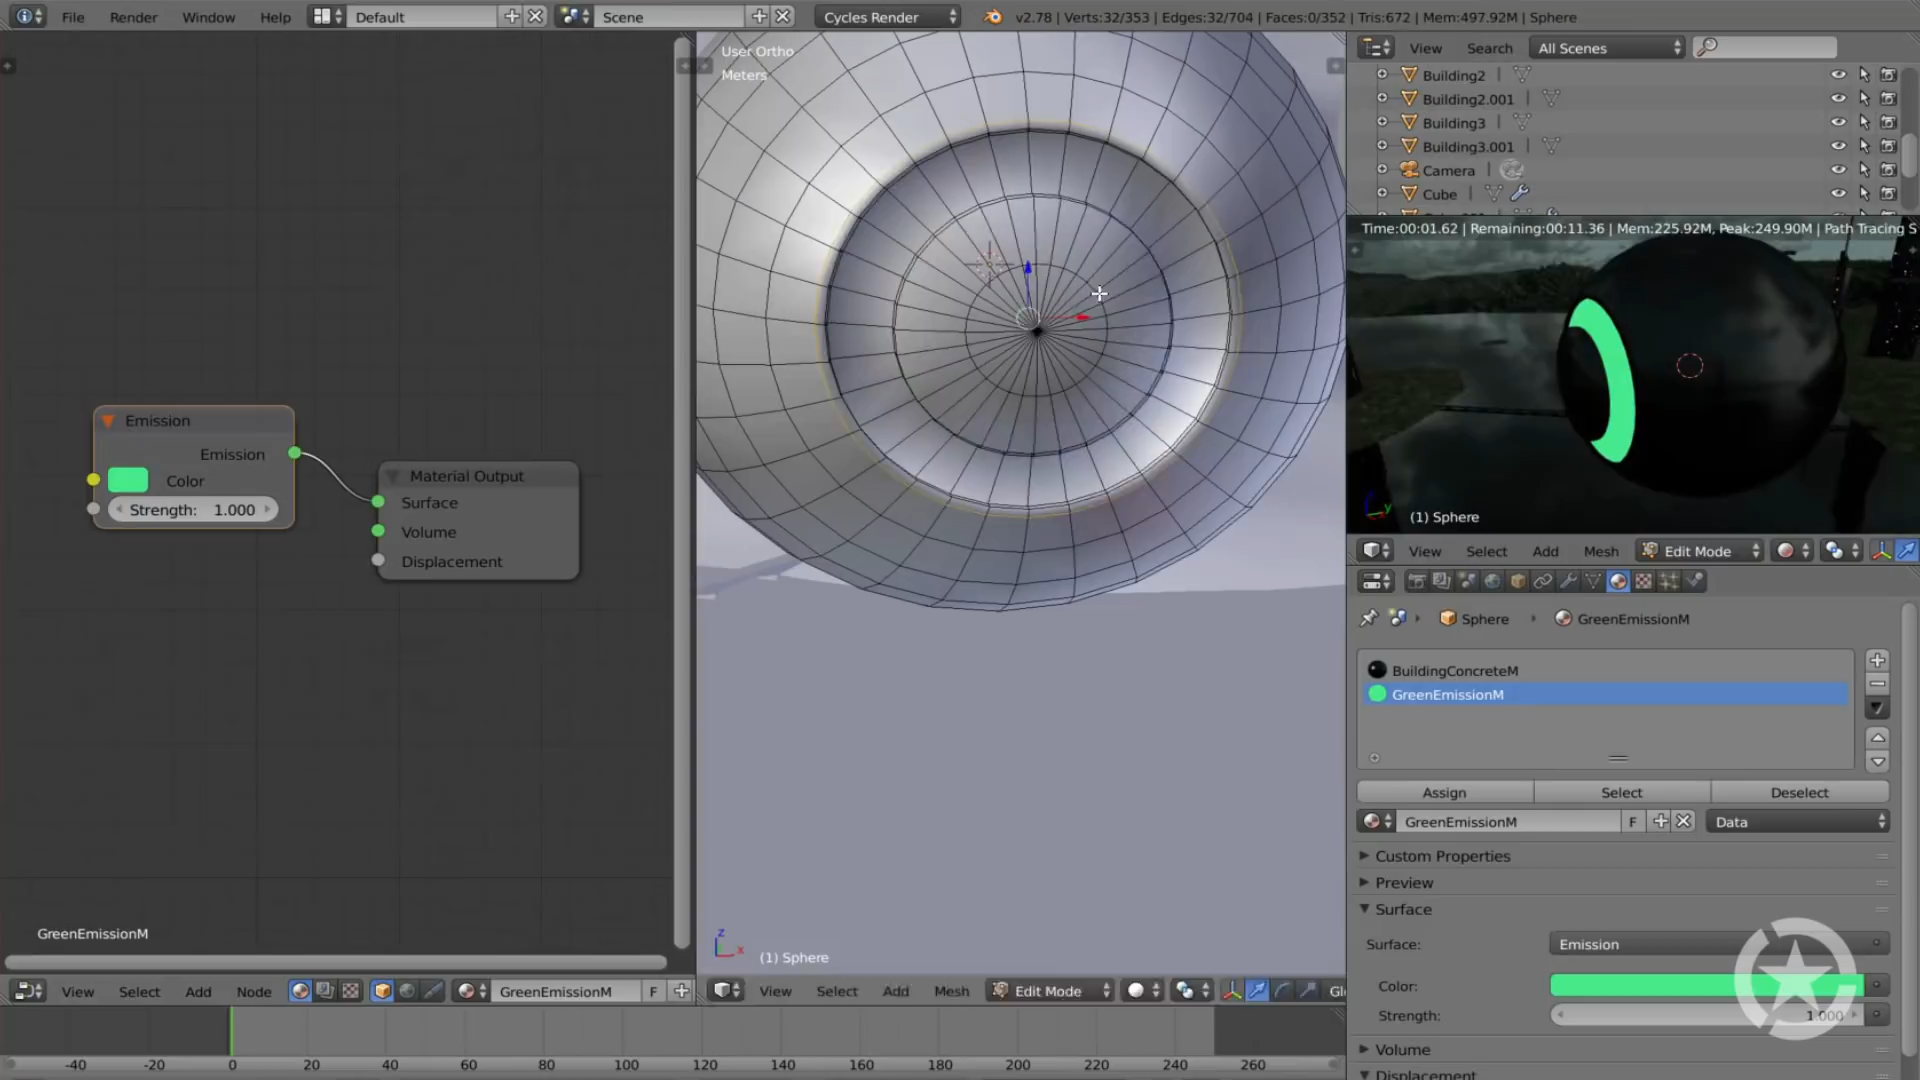 File Render Window Help Default Scene Cycles Render v2.78 | Verts:32/353 | Edges:32/704 | Faces:0/352 | Tris:672 | Mem:497.92M | Sphere
User Ortho
Meters
View Search All Scenes
Building2
Building2.001
Building3
Building3.001
Camera
Cube
Time:00:01.62 | Remaining:00:11.36 | Mem:225.92M, Peak:249.90M | Path Tracing S
Emission
Emission
Color
Strength: 1.000
Material Output
Surface
Volume
Displacement
y
(1) Sphere
View Select Add Mesh Edit Mode
Sphere GreenEmissionM
BuildingConcreteM
GreenEmissionM
Assign Select Deselect
GreenEmissionM F Data
Custom Properties
Preview
Surface
Surface: Emission
Color:
Strength: 1.000
Volume
Displacement
GreenEmissionM
z
x
(1) Sphere
View Select Add Node GreenEmissionM F
View Select Add Mesh Edit Mode Gl
-40 -20 0 20 40 60 80 100 120 140 160 180 200 220 240 260